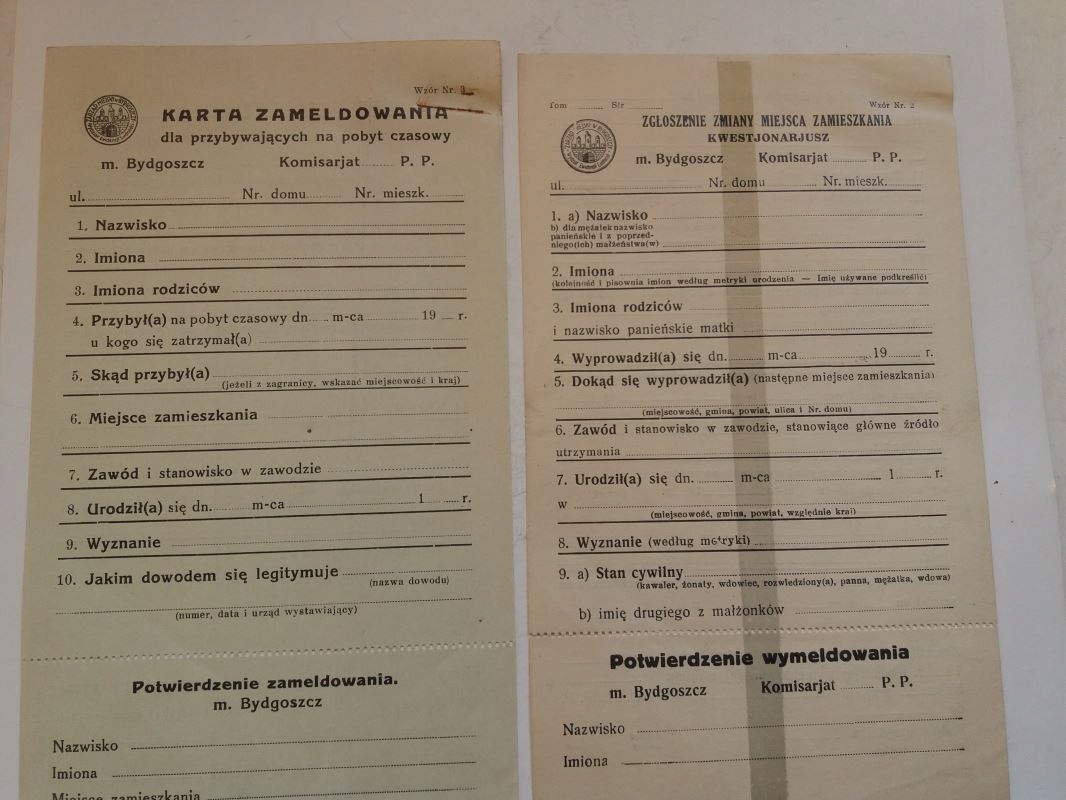 Wzór Nr. 3
KARTA ZAMELDOWANIA
dla przybywających na pobyt czasowy
m. Bydgoszcz Komisarjat ........ P. P.
ul. ........ Nr. domu ........ Nr. mieszk. ........
1. Nazwisko ........
2. Imiona ........
3. Imiona rodziców ........
4. Przybył(a) na pobyt czasowy dn. ........ m-ca ........ 19 ... r.
u kogo się zatrzymał(a) ........
5. Skąd przybył(a) ........
(jeżeli z zagranicy, wskazać miejscowość i kraj)
6. Miejsce zamieszkania ........
7. Zawód i stanowisko w zawodzie ........
8. Urodził(a) się dn. ........ m-ca ........ 1 ........ r.
9. Wyznanie ........
10. Jakim dowodem się legitymuje ........
(nazwa dowodu)
(numer, data i urząd wystawiający)
Potwierdzenie zameldowania.
m. Bydgoszcz
Nazwisko ........
Imiona ........
Miejsce zamieszkania ........
Tom ........ Str ........ Wzór Nr. 2
ZGŁOSZENIE ZMIANY MIEJSCA ZAMIESZKANIA
KWESTJONARJUSZ
m. Bydgoszcz Komisarjat ........ P. P.
ul. ........ Nr. domu ........ Nr. mieszk. ........
1. a) Nazwisko ........
b) dla mężatek nazwisko
panieńskie i z poprzed-
niego(ich) małżeństwa(w) ........
2. Imiona ........
(kolejność i pisownia imion według metryki urodzenia — Imię używane podkreślić)
3. Imiona rodziców ........
i nazwisko panieńskie matki ........
4. Wyprowadził(a) się dn. ........ m-ca ........ 19 ........ r.
5. Dokąd się wyprowadził(a) (następne miejsce zamieszkania)
(miejscowość, gmina, powiat, ulica i Nr. domu)
6. Zawód i stanowisko w zawodzie, stanowiące główne źródło
utrzymania ........
7. Urodził(a) się dn. ........ m-ca ........ 1 ........ r.
w ........
(miejscowość, gmina, powiat, względnie kraj)
8. Wyznanie (według metryki) ........
9. a) Stan cywilny ........
(kawaler, żonaty, wdowiec, rozwiedziony(a), panna, mężatka, wdowa)
b) imię drugiego z małżonków ........
Potwierdzenie wymeldowania
m. Bydgoszcz Komisarjat ........ P. P.
Nazwisko ........
Imiona ........